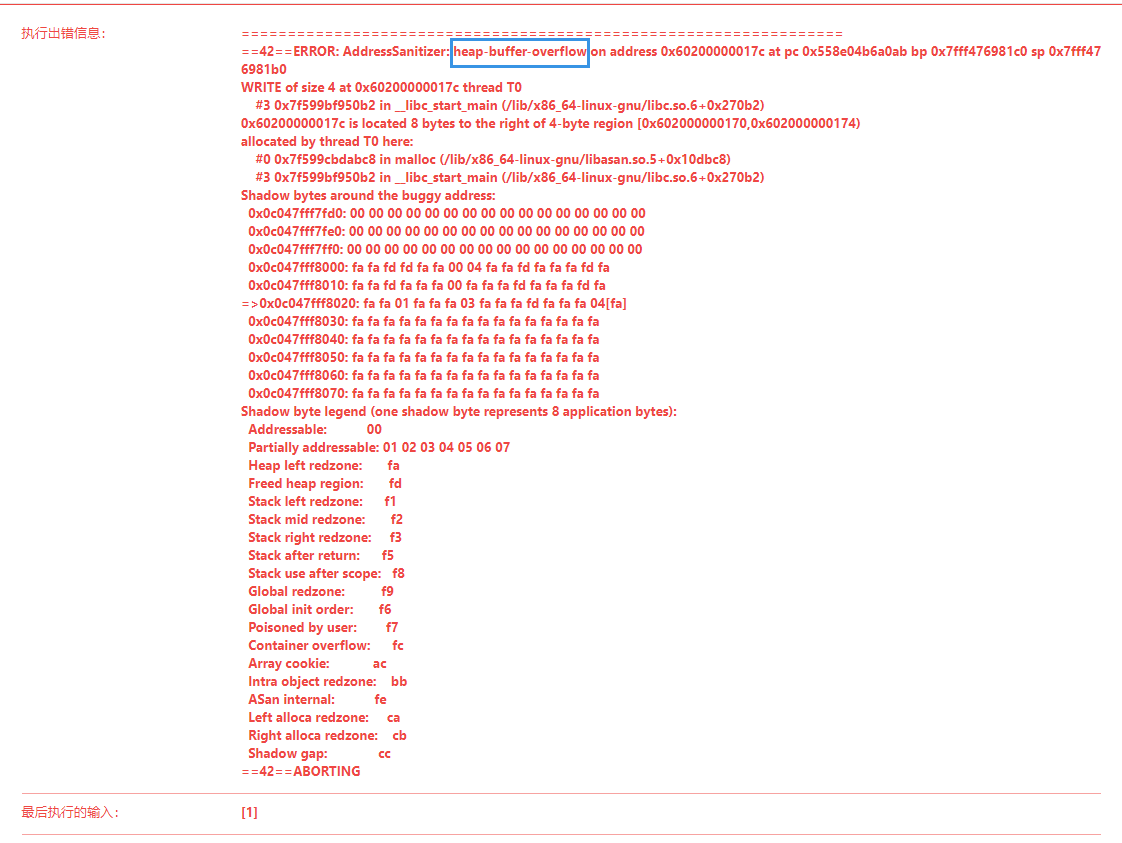 执行出错信息：
=================================================================
==42==ERROR: AddressSanitizer: heap-buffer-overflow on address 0x60200000017c at pc 0x558e04b6a0ab bp 0x7fff476981c0 sp 0x7fff47
6981b0
WRITE of size 4 at 0x60200000017c thread T0
#3 0x7f599bf950b2 in __libc_start_main (/lib/x86_64-linux-gnu/libc.so.6+0x270b2)
0x60200000017c is located 8 bytes to the right of 4-byte region [0x602000000170,0x602000000174)
allocated by thread T0 here:
#0 0x7f599cbdabc8 in malloc (/lib/x86_64-linux-gnu/libasan.so.5+0x10dbc8)
#3 0x7f599bf950b2 in __libc_start_main (/lib/x86_64-linux-gnu/libc.so.6+0x270b2)
Shadow bytes around the buggy address:
0x0c047fff7fd0: 00 00 00 00 00 00 00 00 00 00 00 00 00 00 00 00
0x0c047fff7fe0: 00 00 00 00 00 00 00 00 00 00 00 00 00 00 00 00
0x0c047fff7ff0: 00 00 00 00 00 00 00 00 00 00 00 00 00 00 00 00
0x0c047fff8000: fa fa fd fd fa fa 00 04 fa fa fd fa fa fa fd fa
0x0c047fff8010: fa fa fd fa fa fa 00 fa fa fa fd fa fa fa fd fa
=>0x0c047fff8020: fa fa 01 fa fa fa 03 fa fa fa fd fa fa fa 04[fa]
0x0c047fff8030: fa fa fa fa fa fa fa fa fa fa fa fa fa fa fa fa
0x0c047fff8040: fa fa fa fa fa fa fa fa fa fa fa fa fa fa fa fa
0x0c047fff8050: fa fa fa fa fa fa fa fa fa fa fa fa fa fa fa fa
0x0c047fff8060: fa fa fa fa fa fa fa fa fa fa fa fa fa fa fa fa
0x0c047fff8070: fa fa fa fa fa fa fa fa fa fa fa fa fa fa fa fa
Shadow byte legend (one shadow byte represents 8 application bytes):
Addressable: 00
Partially addressable: 01 02 03 04 05 06 07
Heap left redzone: fa
Freed heap region: fd
Stack left redzone: f1
Stack mid redzone: f2
Stack right redzone: f3
Stack after return: f5
Stack use after scope: f8
Global redzone: f9
Global init order: f6
Poisoned by user: f7
Container overflow: fc
Array cookie: ac
Intra object redzone: bb
ASan internal: fe
Left alloca redzone: ca
Right alloca redzone: cb
Shadow gap: cc
==42==ABORTING
最后执行的输入： [1]